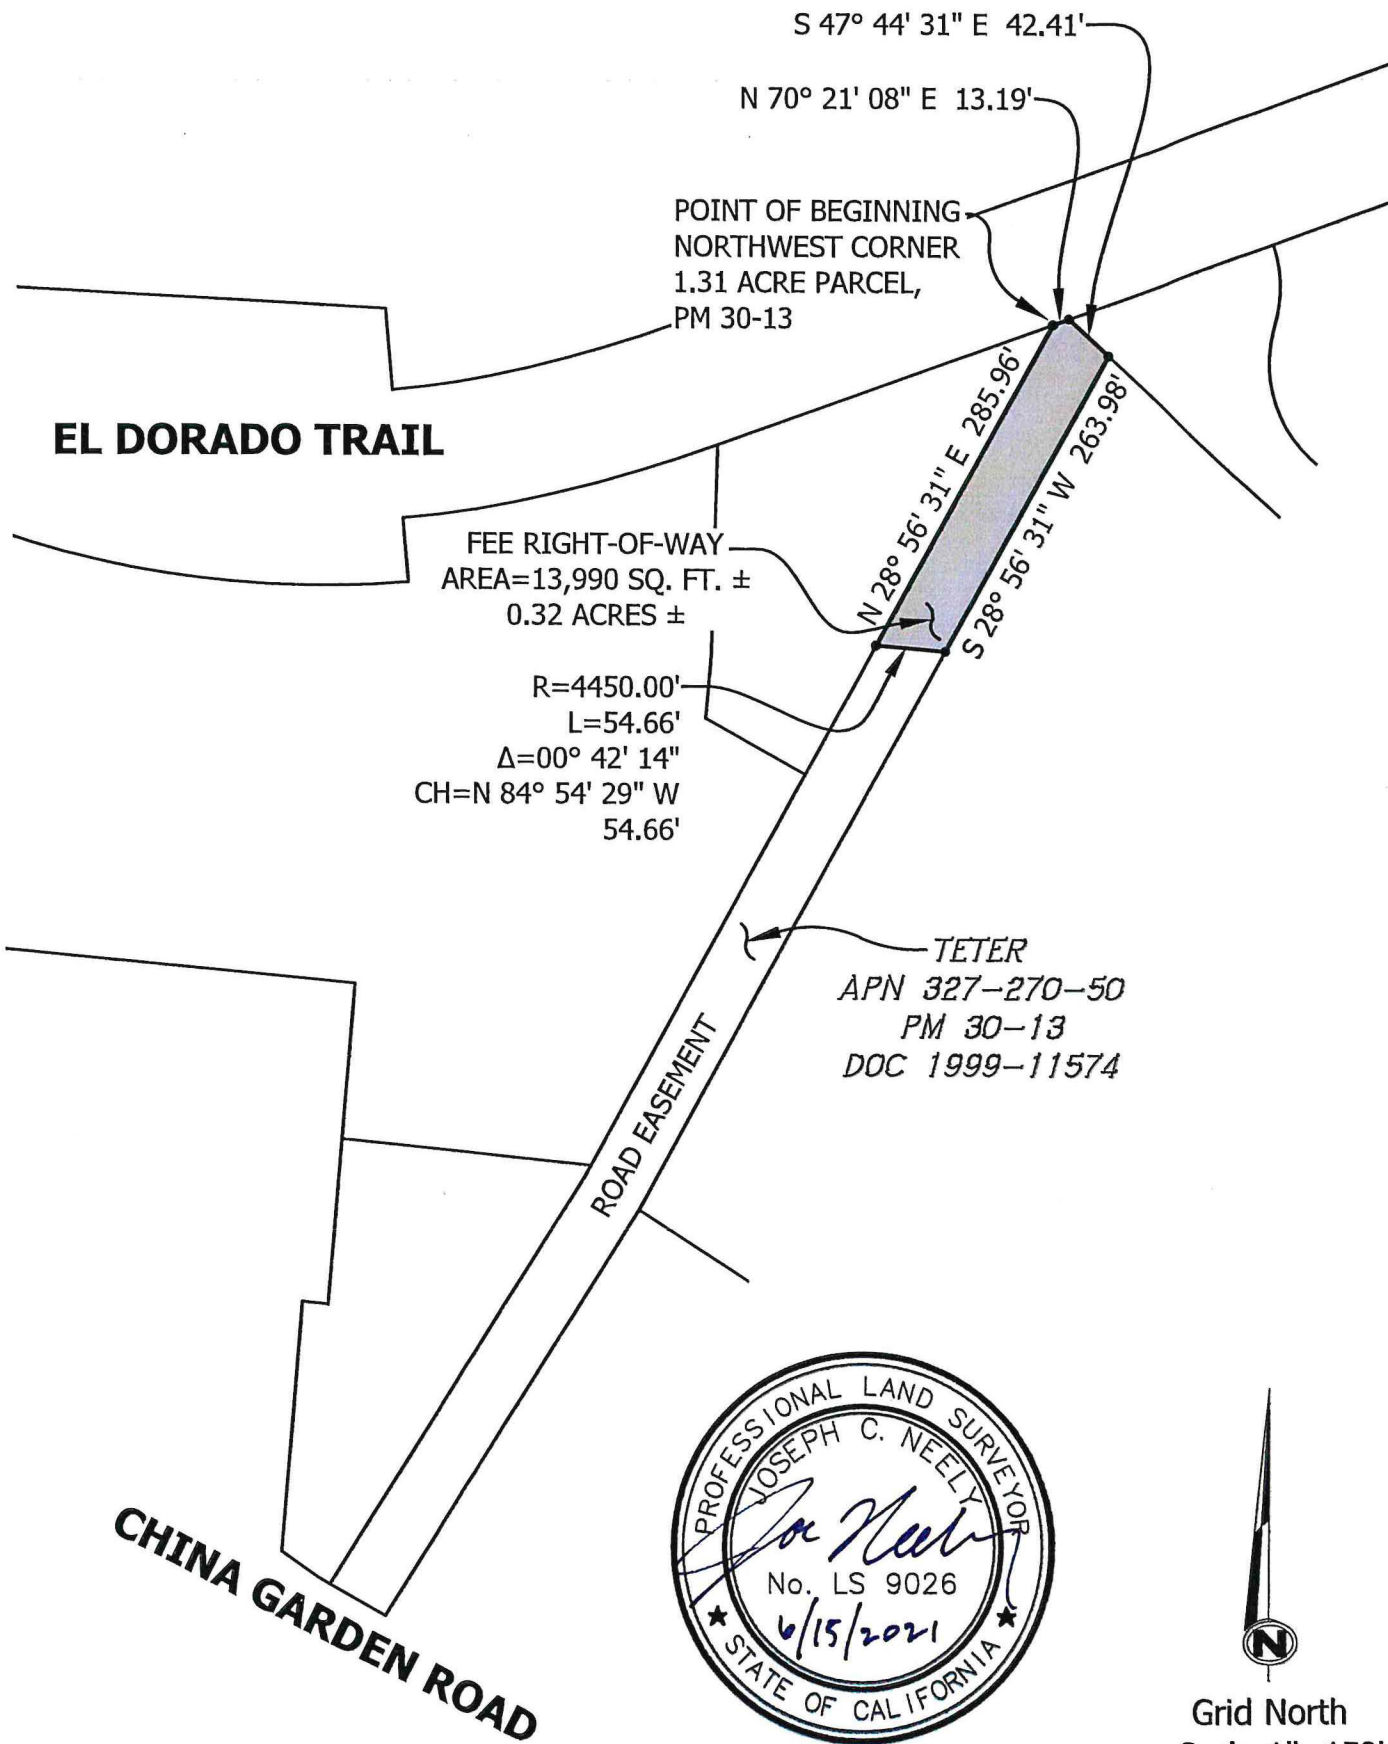 S 47° 44' 31" E 42.41'
N 70° 21' 08" E 13.19'
POINT OF BEGINNING
NORTHWEST CORNER
1.31 ACRE PARCEL,
PM 30-13
EL DORADO TRAIL
N 28° 56' 31" E 285.96'
S 28° 56' 31" W 263.98'
FEE RIGHT-OF-WAY
AREA=13,990 SQ. FT. ±
0.32 ACRES ±
R=4450.00'
L=54.66'
Δ=00° 42' 14"
CH=N 84° 54' 29" W
54.66'
TETER
APN 327-270-50
PM 30-13
DOC 1999-11574
ROAD EASEMENT
CHINA GARDEN ROAD
PROFESSIONAL LAND SURVEYOR
JOSEPH C. NEELY
Joe Neely
No. LS 9026
6/15/2021
★ STATE OF CALIFORNIA ★
N
Grid North